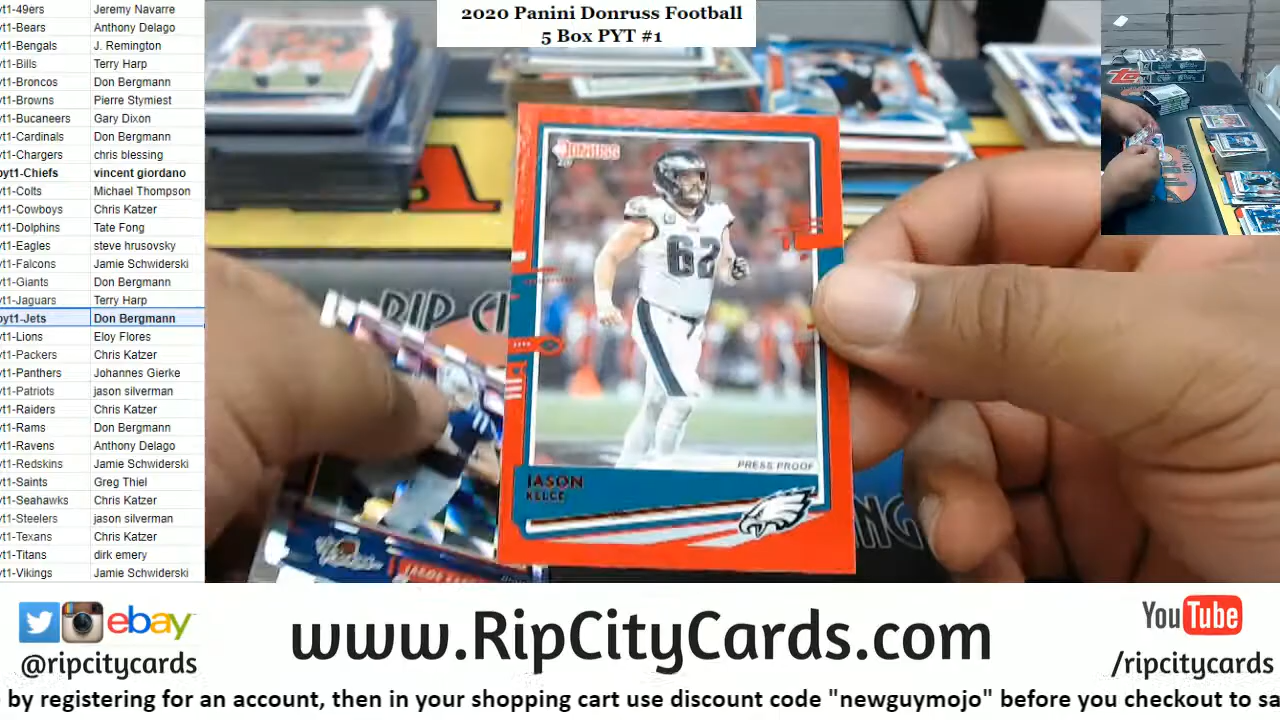 2020 Panini Donruss Football
5 Box PYT #1
yt1-49ers Jeremy Navarre
yt1-Bears Anthony Delago
yt1-Bengals J. Remington
yt1-Bills Terry Harp
yt1-Broncos Don Bergmann
yt1-Browns Pierre Stymiest
yt1-Bucaneers Gary Dixon
yt1-Cardinals Don Bergmann
yt1-Chargers chris blessing
pyt1-Chiefs vincent giordano
yt1-Colts Michael Thompson
yt1-Cowboys Chris Katzer
yt1-Dolphins Tate Fong
yt1-Eagles steve hrusovsky
yt1-Falcons Jamie Schwiderski
yt1-Giants Don Bergmann
yt1-Jaguars Terry Harp
pyt1-Jets Don Bergmann
yt1-Lions Eloy Flores
yt1-Packers Chris Katzer
yt1-Panthers Johannes Gierke
yt1-Patriots jason silverman
yt1-Raiders Chris Katzer
yt1-Rams Don Bergmann
yt1-Ravens Anthony Delago
yt1-Redskins Jamie Schwiderski
yt1-Saints Greg Thiel
yt1-Seahawks Chris Katzer
yt1-Steelers jason silverman
yt1-Texans Chris Katzer
yt1-Titans dirk emery
yt1-Vikings Jamie Schwiderski
DONRUSS
62
PRESS PROOF
JASON
KELCE
RIP CI
NG
ebay
@ripcitycards
www.RipCityCards.com
YouTube
/ripcitycards
by registering for an account, then in your shopping cart use discount code "newguymojo" before you checkout to sa